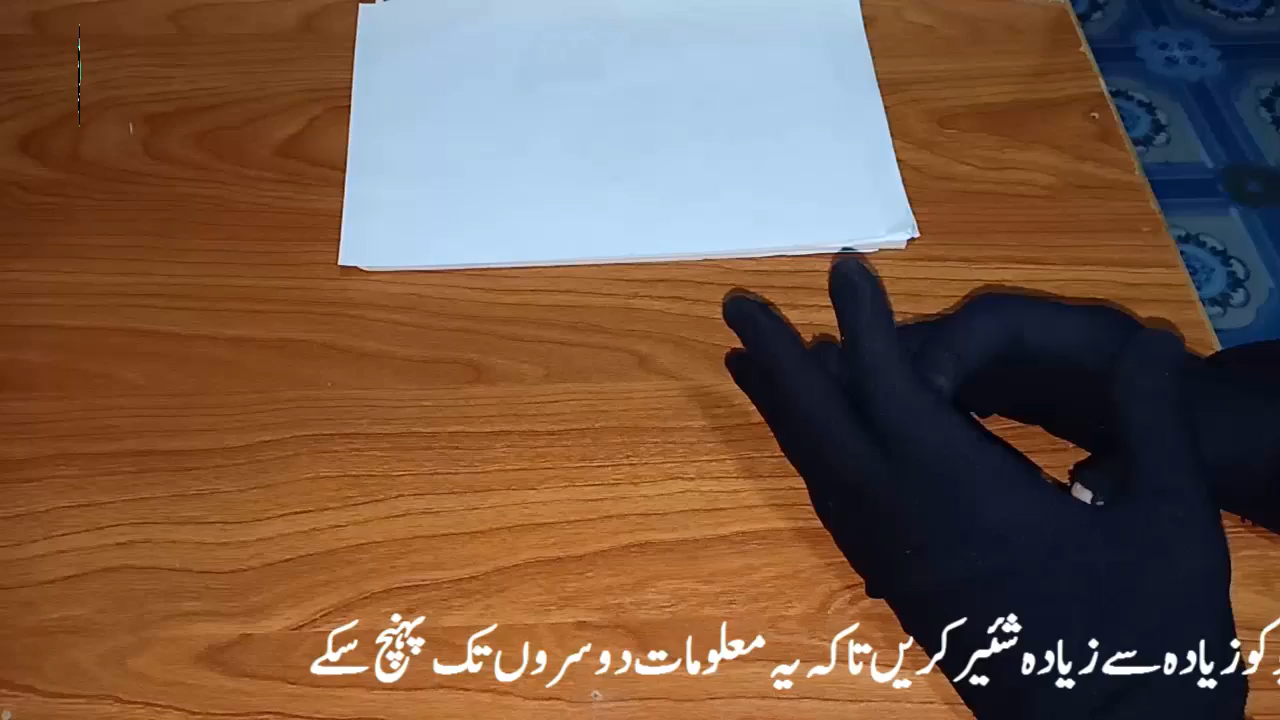 کو زیادہ سے زیادہ شئیر کریں تاکہ یہ معلومات دوسروں تک پہنچ سکے